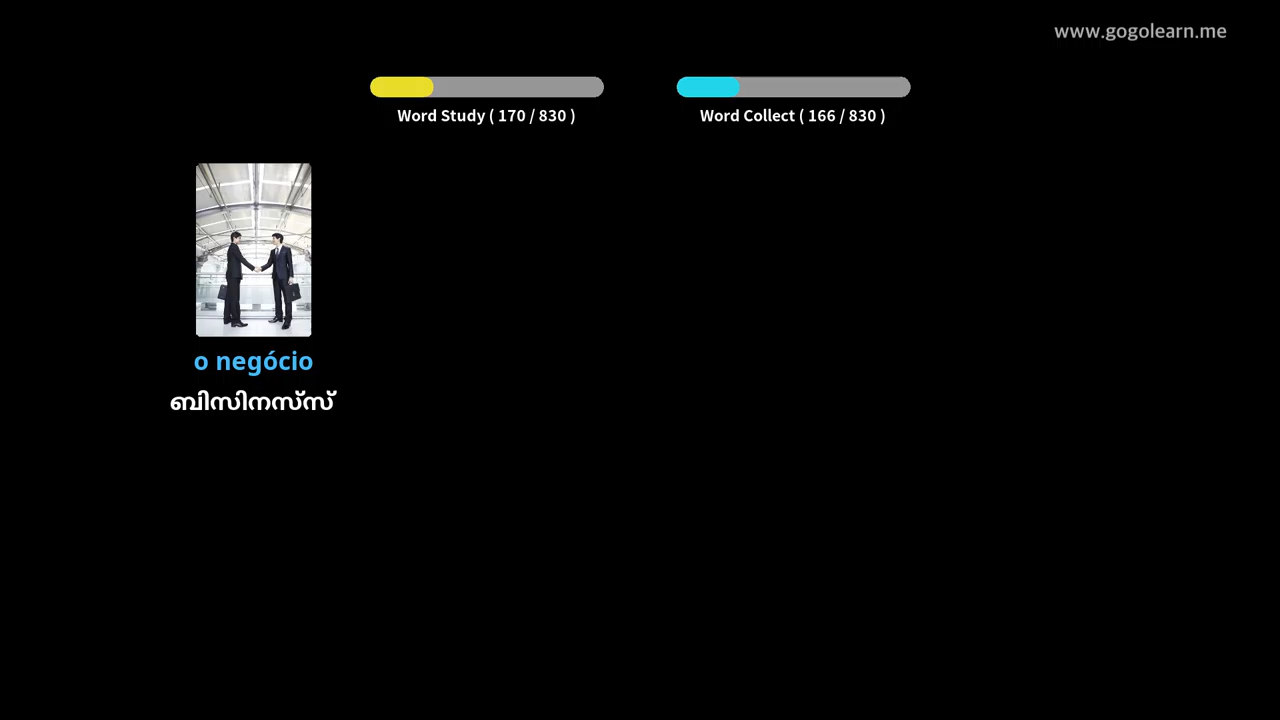 www.gogolearn.me
Word Study ( 170 / 830 )
Word Collect ( 166 / 830 )
o negócio
ബിസിനസ്സ്